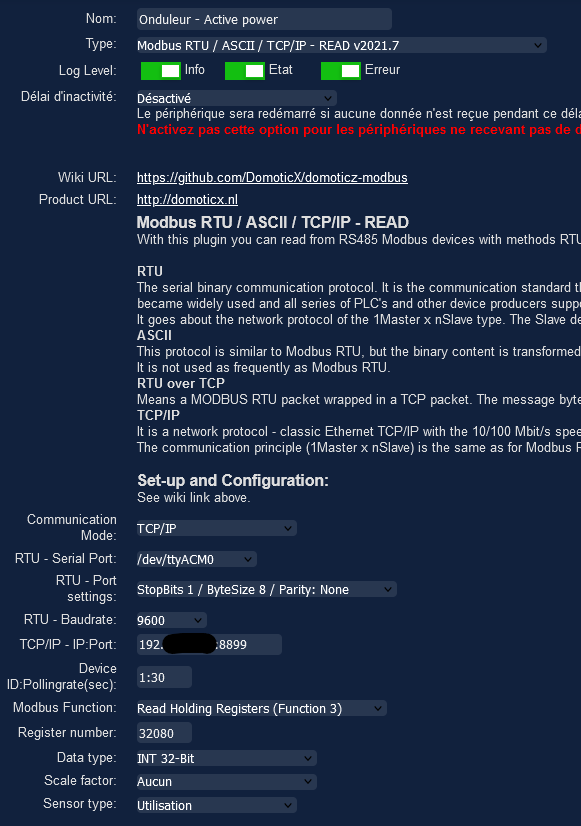 Nom: Onduleur - Active power
Type: Modbus RTU / ASCII / TCP/IP - READ v2021.7
Log Level: Info Etat Erreur
Délai d'inactivité: Désactivé
Le périphérique sera redémarré si aucune donnée n'est reçue pendant ce déla
N'activez pas cette option pour les périphériques ne recevant pas de d
Wiki URL: https://github.com/DomoticX/domoticz-modbus
Product URL: http://domoticx.nl
Modbus RTU / ASCII / TCP/IP - READ
With this plugin you can read from RS485 Modbus devices with methods RTU
RTU
The serial binary communication protocol. It is the communication standard th
became widely used and all series of PLC's and other device producers suppo
It goes about the network protocol of the 1Master x nSlave type. The Slave de
ASCII
This protocol is similar to Modbus RTU, but the binary content is transformed
It is not used as frequently as Modbus RTU.
RTU over TCP
Means a MODBUS RTU packet wrapped in a TCP packet. The message byte
TCP/IP
It is a network protocol - classic Ethernet TCP/IP with the 10/100 Mbit/s spee
The communication principle (1Master x nSlave) is the same as for Modbus R
Set-up and Configuration:
See wiki link above.
Communication
Mode: TCP/IP
RTU - Serial Port: /dev/ttyACM0
RTU - Port
settings: StopBits 1 / ByteSize 8 / Parity: None
RTU - Baudrate: 9600
TCP/IP - IP:Port: 192. :8899
Device
ID:Pollingrate(sec): 1:30
Modbus Function: Read Holding Registers (Function 3)
Register number: 32080
Data type: INT 32-Bit
Scale factor: Aucun
Sensor type: Utilisation